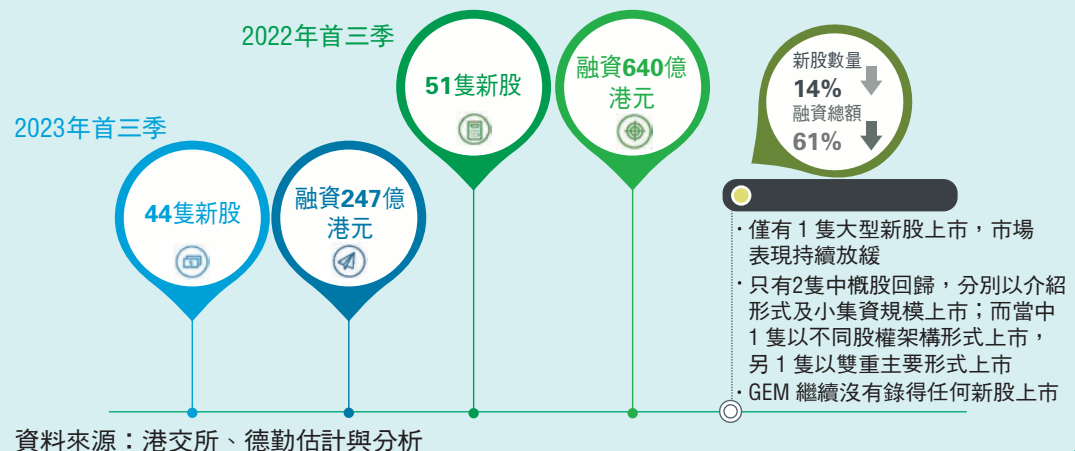 2022年首三季
51隻新股
融資640億
港元
新股數量
14%
融資總額
61%
2023年首三季
44隻新股
融資247億
港元
·僅有1隻大型新股上市，市場
表現持續放緩
·只有2隻中概股回歸，分別以介紹
形式及小集資規模上市；而當中
1隻以不同股權架構形式上市，
另1隻以雙重主要形式上市
·GEM 繼續沒有錄得任何新股上市
資料來源：港交所、德勤估計與分析